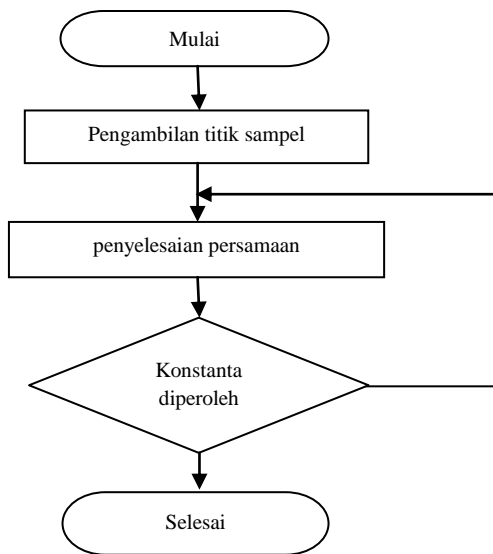 Mulai
Pengambilan titik sampel
penyelesaian persamaan
Konstanta
diperoleh
Selesai